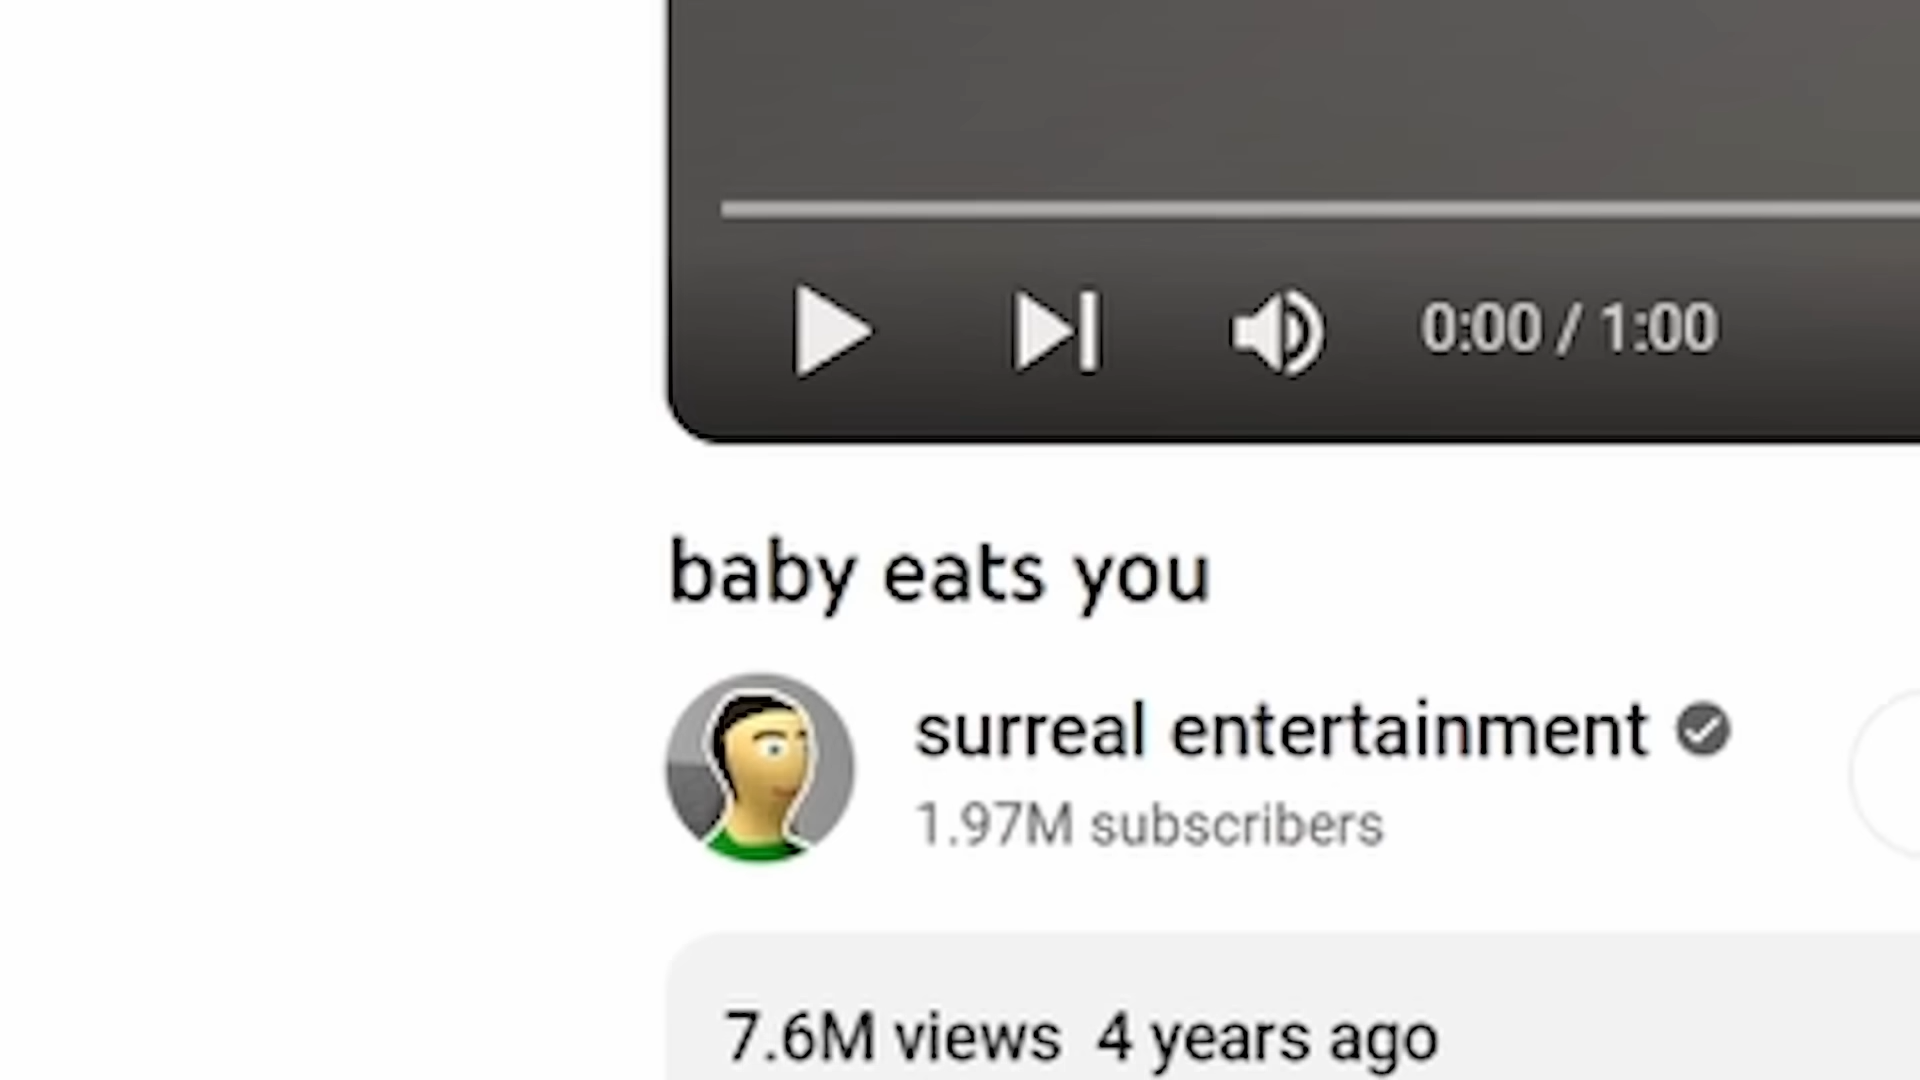 0:00 / 1:00
baby eats you
surreal entertainment
1.97M subscribers
7.6M views 4 years ago